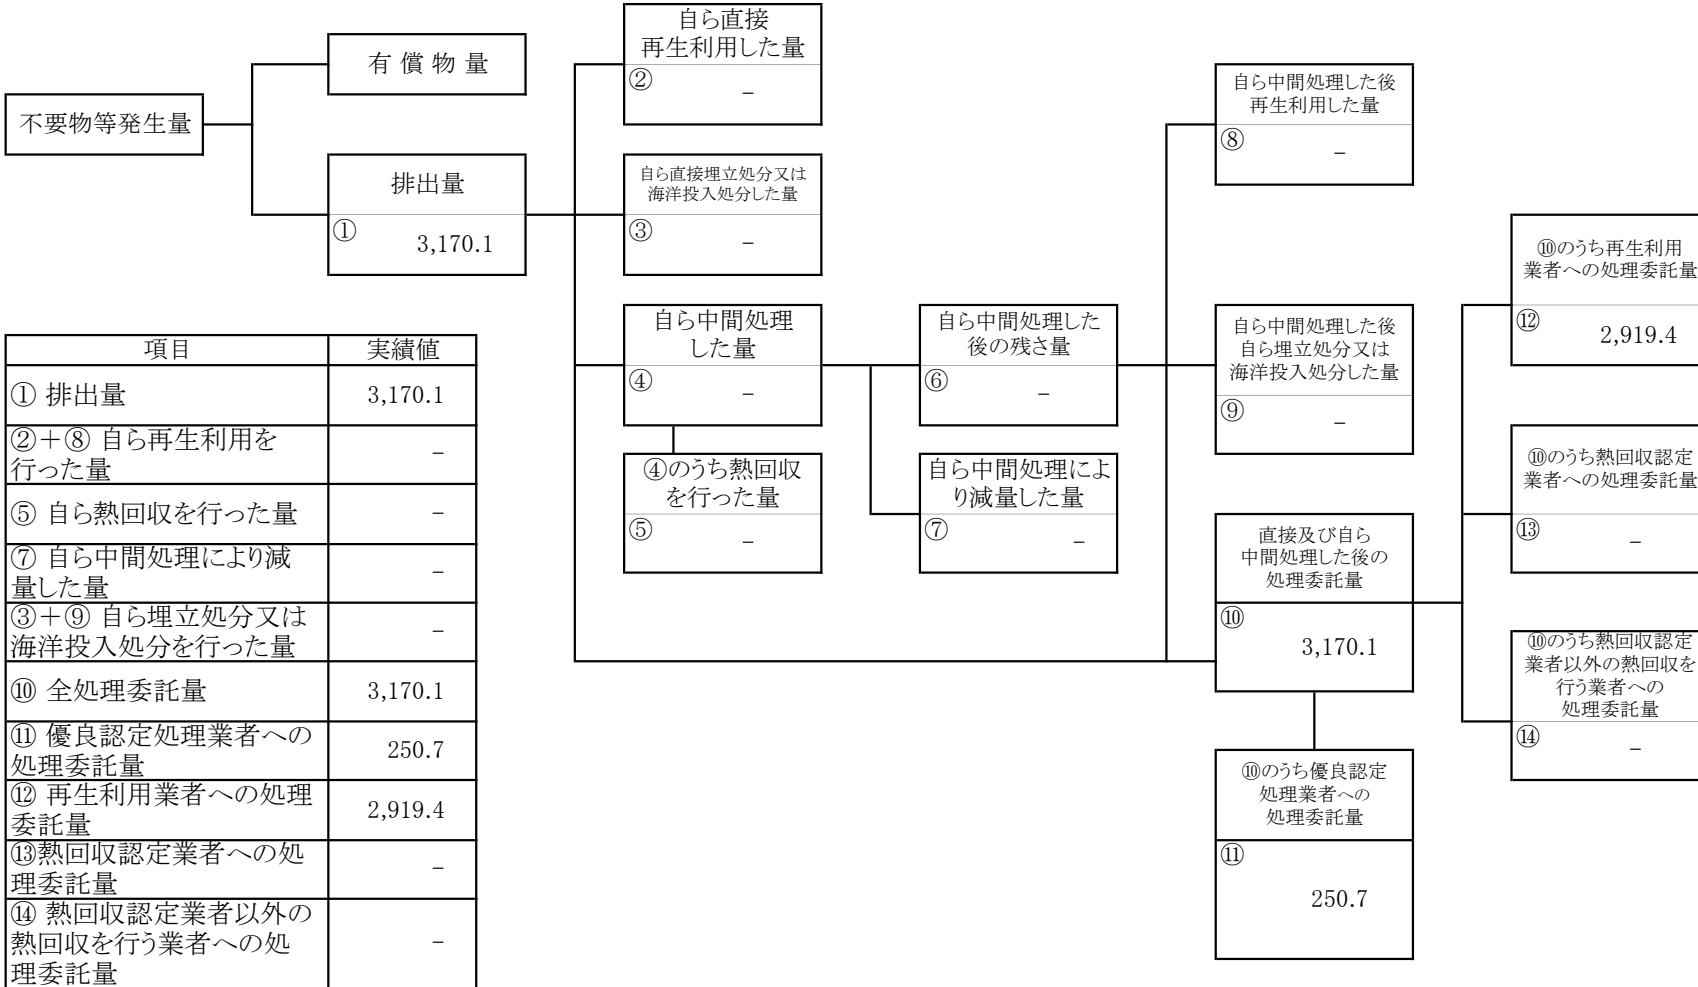 不要物等発生量
有償物量
排出量
①
3,170.1
自ら直接
再生利用した量
②
－
自ら直接埋立処分又は
海洋投入処分した量
③
－
自ら中間処理
した量
④
－
④のうち熱回収
を行った量
⑤
－
自ら中間処理した
後の残さ量
⑥
－
自ら中間処理によ
り減量した量
⑦
－
自ら中間処理した後
再生利用した量
⑧
－
自ら中間処理した後
自ら埋立処分又は
海洋投入処分した量
⑨
－
直接及び自ら
中間処理した後の
処理委託量
⑩
3,170.1
⑩のうち優良認定
処理業者への
処理委託量
⑪
250.7
⑩のうち再生利用
業者への処理委託量
⑫
2,919.4
⑩のうち熱回収認定
業者への処理委託量
⑬
－
⑩のうち熱回収認定
業者以外の熱回収を
行う業者への
処理委託量
⑭
－
項目 実績値
① 排出量 3,170.1
②＋⑧ 自ら再生利用を
行った量 －
⑤ 自ら熱回収を行った量 －
⑦ 自ら中間処理により減
量した量 －
③＋⑨ 自ら埋立処分又は
海洋投入処分を行った量 －
⑩ 全処理委託量 3,170.1
⑪ 優良認定処理業者への
処理委託量 250.7
⑫ 再生利用業者への処理
委託量 2,919.4
⑬熱回収認定業者への処
理委託量 －
⑭ 熱回収認定業者以外の
熱回収を行う業者への処
理委託量 －